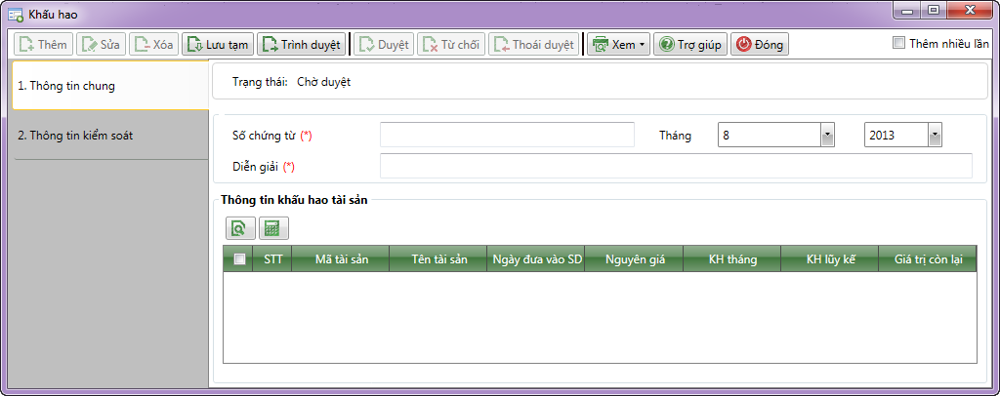 Khấu hao
Thêm Sửa Xóa Lưu tạm Trình duyệt Duyệt Từ chối Thoái duyệt Xem Trợ giúp Đóng Thêm nhiều lần
1. Thông tin chung
2. Thông tin kiểm soát
Trạng thái: Chờ duyệt
Số chứng từ (*) Tháng 8 2013
Diễn giải (*)
Thông tin khấu hao tài sản
STT Mã tài sản Tên tài sản Ngày đưa vào SD Nguyên giá KH tháng KH lũy kế Giá trị còn lại